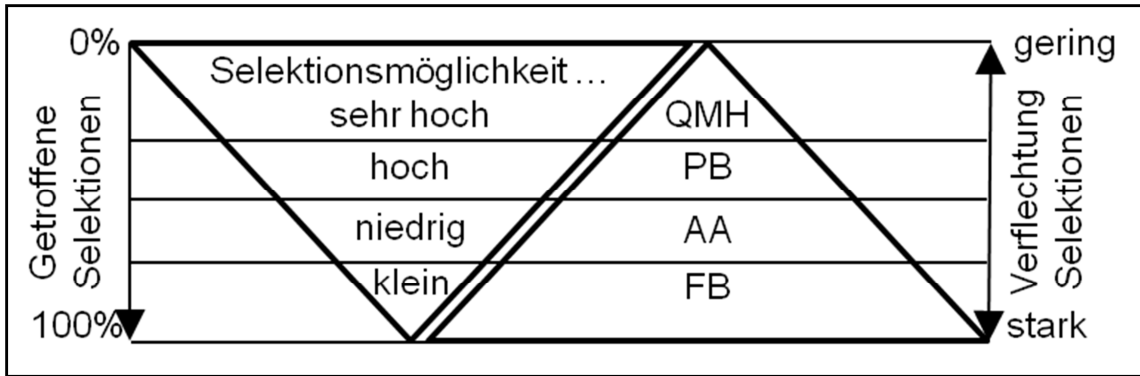 0%
gering
Selektionsmöglichkeit ...
sehr hoch
QMH
hoch
PB
niedrig
AA
klein
FB
100%
stark
Getroffene
Selektionen
Verflechtung
Selektionen